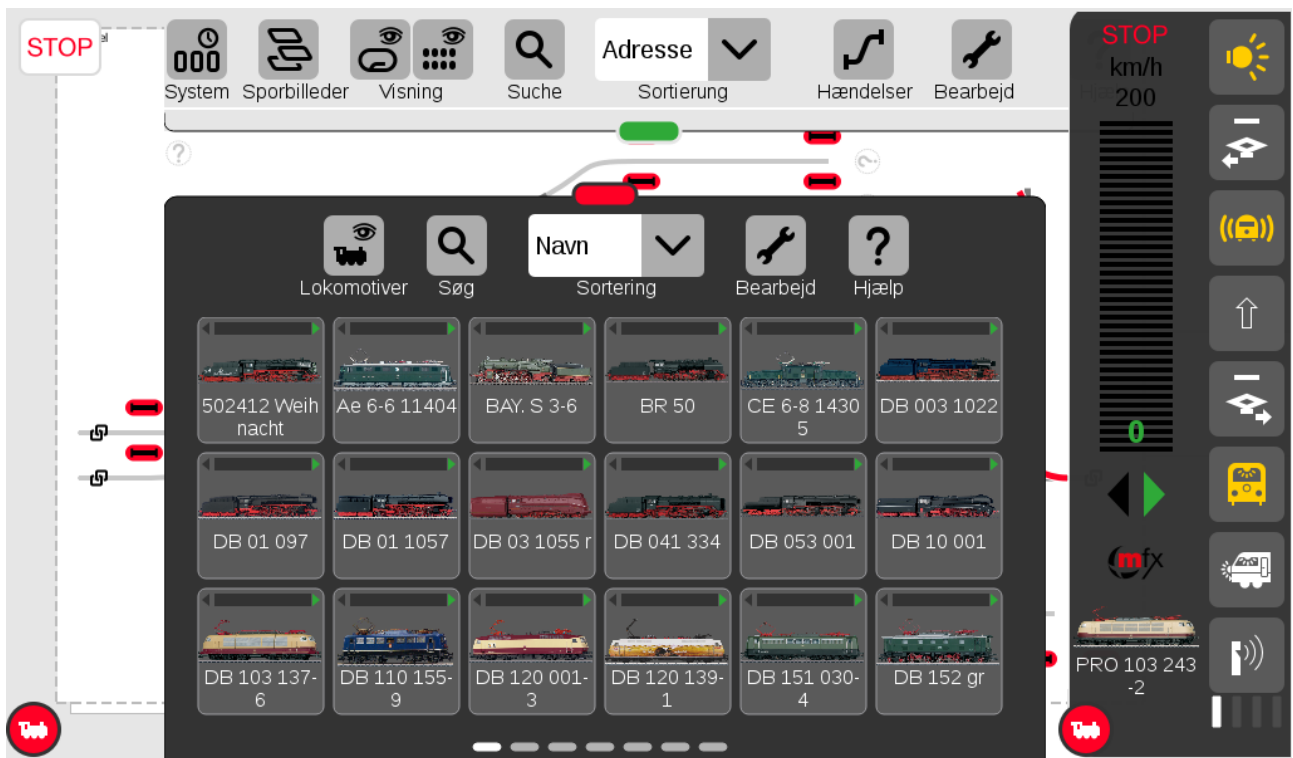 STOP
System
Sporbilleder
Visning
Suche
Adresse
Sortierung
Hændelser
Bearbejd
STOP
km/h
200
Lokomotiver
Søg
Navn
Sortering
Bearbejd
Hjælp
502412 Weih
nacht
Ae 6-6 11404
BAY. S 3-6
BR 50
CE 6-8 1430
5
DB 003 1022
DB 01 097
DB 01 1057
DB 03 1055 r
DB 041 334
DB 053 001
DB 10 001
DB 103 137-
6
DB 110 155-
9
DB 120 001-
3
DB 120 139-
1
DB 151 030-
4
DB 152 gr
0
mfx
PRO 103 243
-2